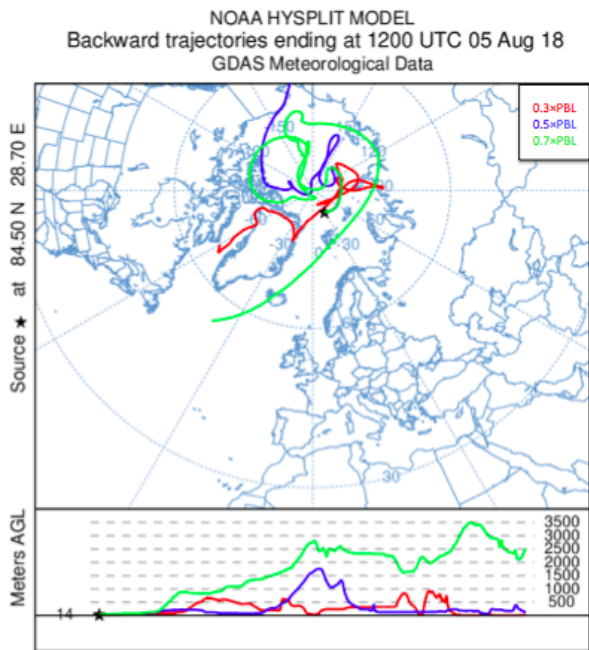 NOAA HYSPLIT MODEL
Backward trajectories ending at 1200 UTC 05 Aug 18
GDAS Meteorological Data
Source ★ at 84.50 N 28.70 E
0.3×PBL
0.5×PBL
0.7×PBL
-30
-30
30
Meters AGL
14
3500
3000
2500
2000
1500
1000
500